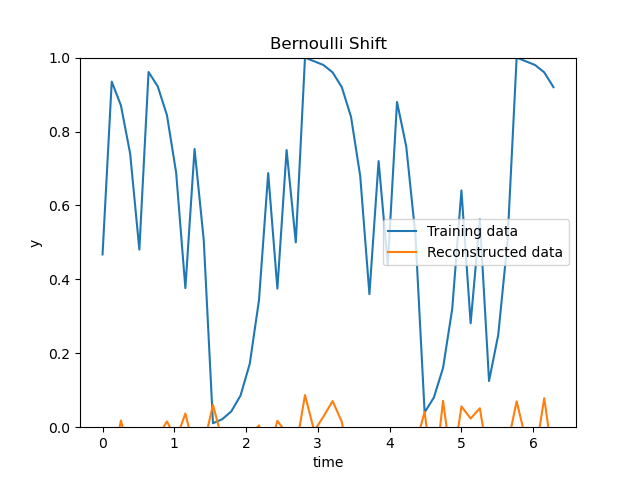 Bernoulli Shift
1.0
0.8
0.6
0.4
0.2
0.0
y
Training data
Reconstructed data
0 1 2 3 4 5 6
time